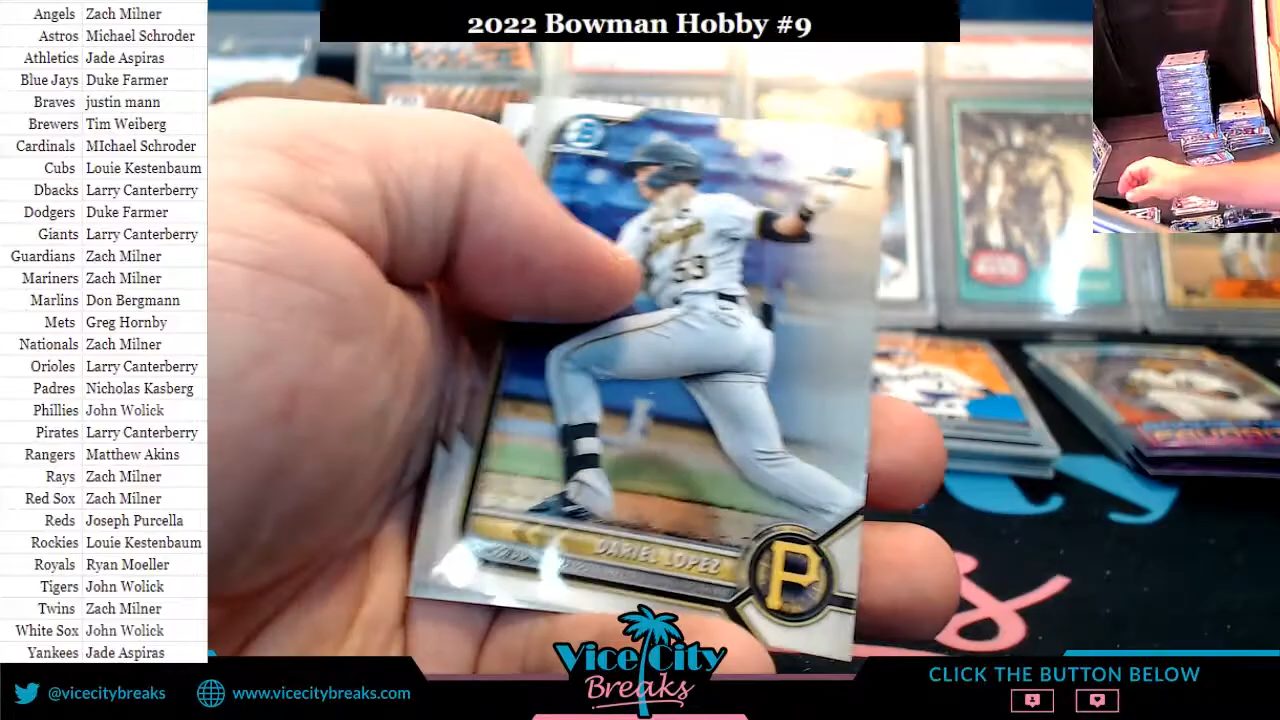 2022 Bowman Hobby #9
Angels Zach Milner
Astros Michael Schroder
Athletics Jade Aspiras
Blue Jays Duke Farmer
Braves justin mann
Brewers Tim Weiberg
Cardinals MIchael Schroder
Cubs Louie Kestenbaum
Dbacks Larry Canterberry
Dodgers Duke Farmer
Giants Larry Canterberry
Guardians Zach Milner
Mariners Zach Milner
Marlins Don Bergmann
Mets Greg Hornby
Nationals Zach Milner
Orioles Larry Canterberry
Padres Nicholas Kasberg
Phillies John Wolick
Pirates Larry Canterberry
Rangers Matthew Akins
Rays Zach Milner
Red Sox Zach Milner
Reds Joseph Purcella
Rockies Louie Kestenbaum
Royals Ryan Moeller
Tigers John Wolick
Twins Zach Milner
White Sox John Wolick
Yankees Jade Aspiras
53
DARIEL LOPEZ
P
Vice City
Breaks
@vicecitybreaks
www.vicecitybreaks.com
CLICK THE BUTTON BELOW